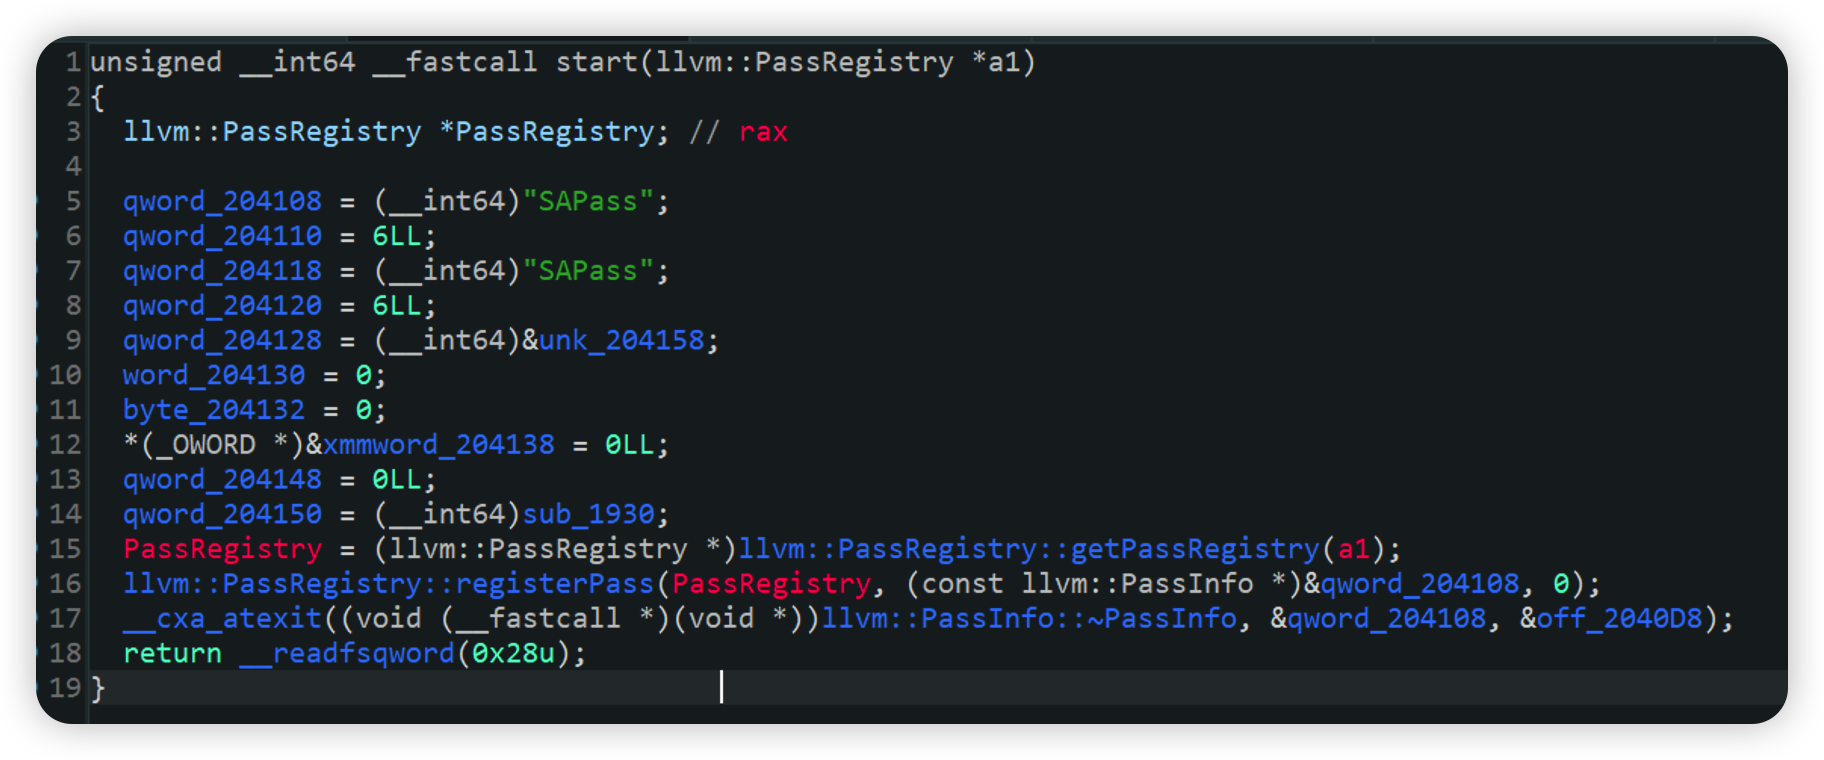 1 unsigned __int64 __fastcall start(llvm::PassRegistry *a1)
2 {
3   llvm::PassRegistry *PassRegistry; // rax
4
5   qword_204108 = (__int64)"SAPass";
6   qword_204110 = 6LL;
7   qword_204118 = (__int64)"SAPass";
8   qword_204120 = 6LL;
9   qword_204128 = (__int64)&unk_204158;
10   word_204130 = 0;
11   byte_204132 = 0;
12   *(_OWORD *)&xmmword_204138 = 0LL;
13   qword_204148 = 0LL;
14   qword_204150 = (__int64)sub_1930;
15   PassRegistry = (llvm::PassRegistry *)llvm::PassRegistry::getPassRegistry(a1);
16   llvm::PassRegistry::registerPass(PassRegistry, (const llvm::PassInfo *)&qword_204108, 0);
17   __cxa_atexit((void (__fastcall *)(void *))llvm::PassInfo::~PassInfo, &qword_204108, &off_2040D8);
18   return __readfsqword(0x28u);
19 }